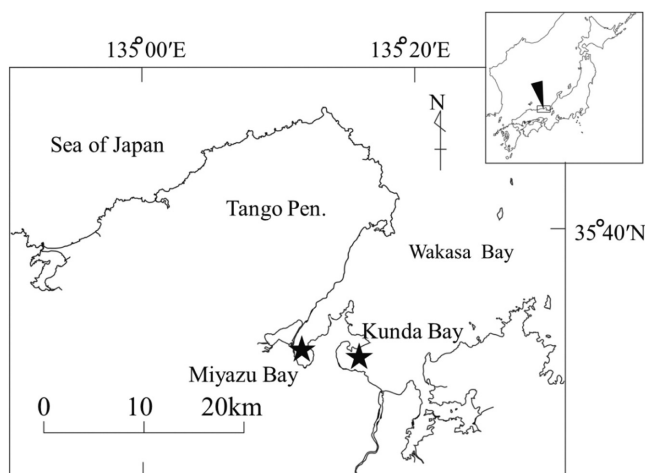 135°00′E 135°20′E
N
Sea of Japan
Tango Pen.
35°40′N
Wakasa Bay
Kunda Bay
Miyazu Bay
0 10 20km